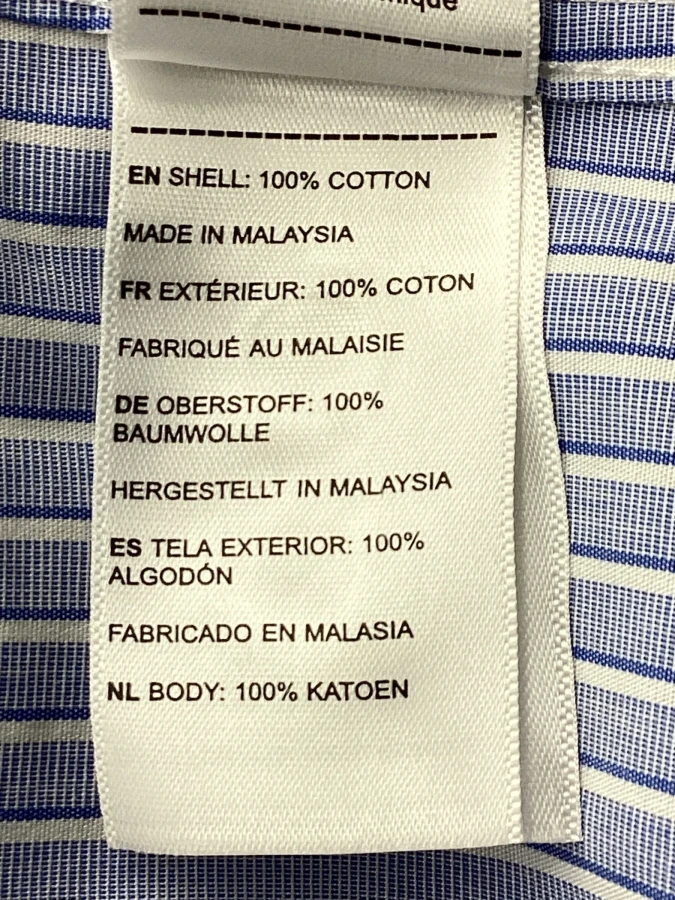 EN SHELL: 100% COTTON
MADE IN MALAYSIA
FR EXTÉRIEUR: 100% COTON
FABRIQUÉ AU MALAISIE
DE OBERSTOFF: 100%
BAUMWOLLE
HERGESTELLT IN MALAYSIA
ES TELA EXTERIOR: 100%
ALGODÓN
FABRICADO EN MALASIA
NL BODY: 100% KATOEN